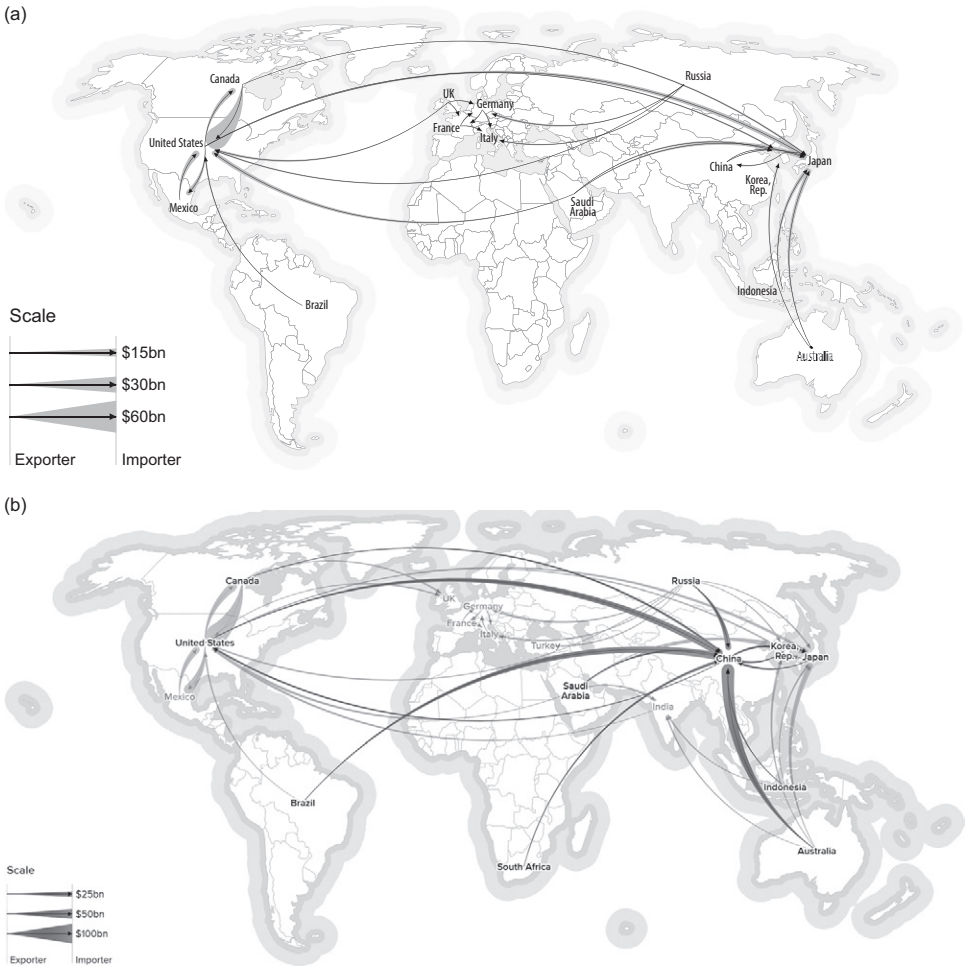 (a)
Canada
Russia
UK
Germany
United States
France
Italy
China
Japan
Korea,
Rep.
Mexico
Saudi
Arabia
Indonesia
Brazil
Australia
Scale
$15bn
$30bn
$60bn
Exporter
Importer
(b)
Canada
Russia
UK
Germany
France
Italy
United States
Turkey
Korea,
Rep.
Japan
China
Mexico
Saudi
Arabia
India
Indonesia
Brazil
Australia
South Africa
Scale
$25bn
$50bn
$100bn
Exporter
Importer